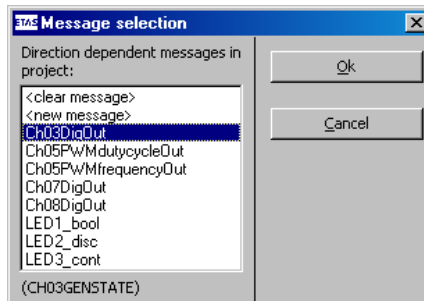 ETAS Message selection
Direction dependent messages in
project:
<clear message>
<new message>
Ch03DigOut
Ch05PWMdutycycleOut
Ch05PWMfrequencyOut
Ch07DigOut
Ch08DigOut
LED1_bool
LED2_disc
LED3_cont
(CH03GENSTATE)
Ok
Cancel